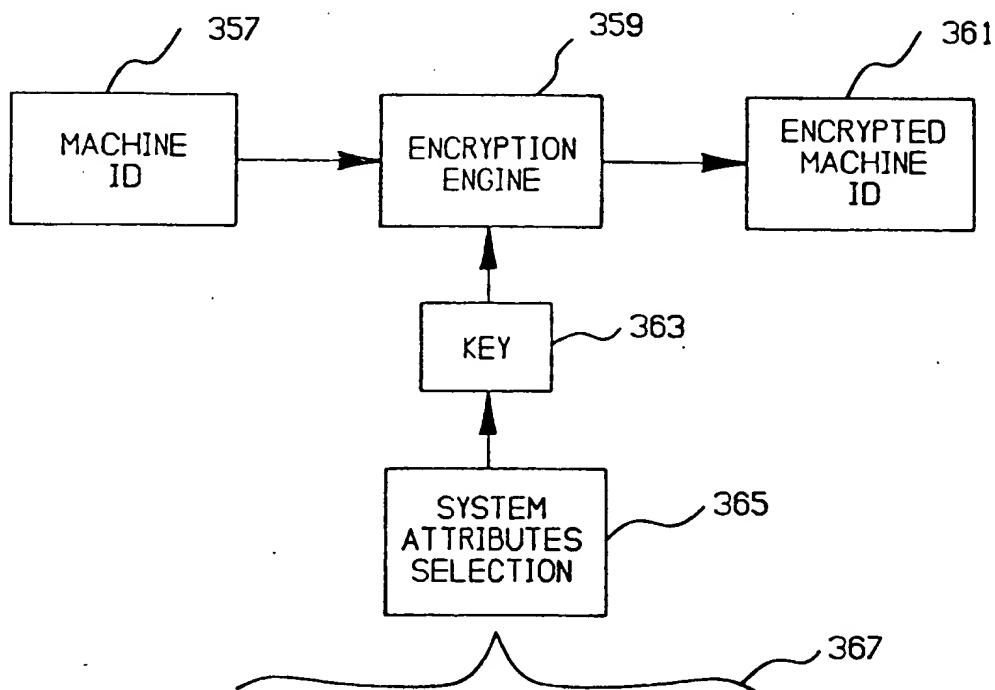 357
359
361
MACHINE
ID
ENCRYPTION
ENGINE
ENCRYPTED
MACHINE
ID
KEY
363
SYSTEM
ATTRIBUTES
SELECTION
365
367